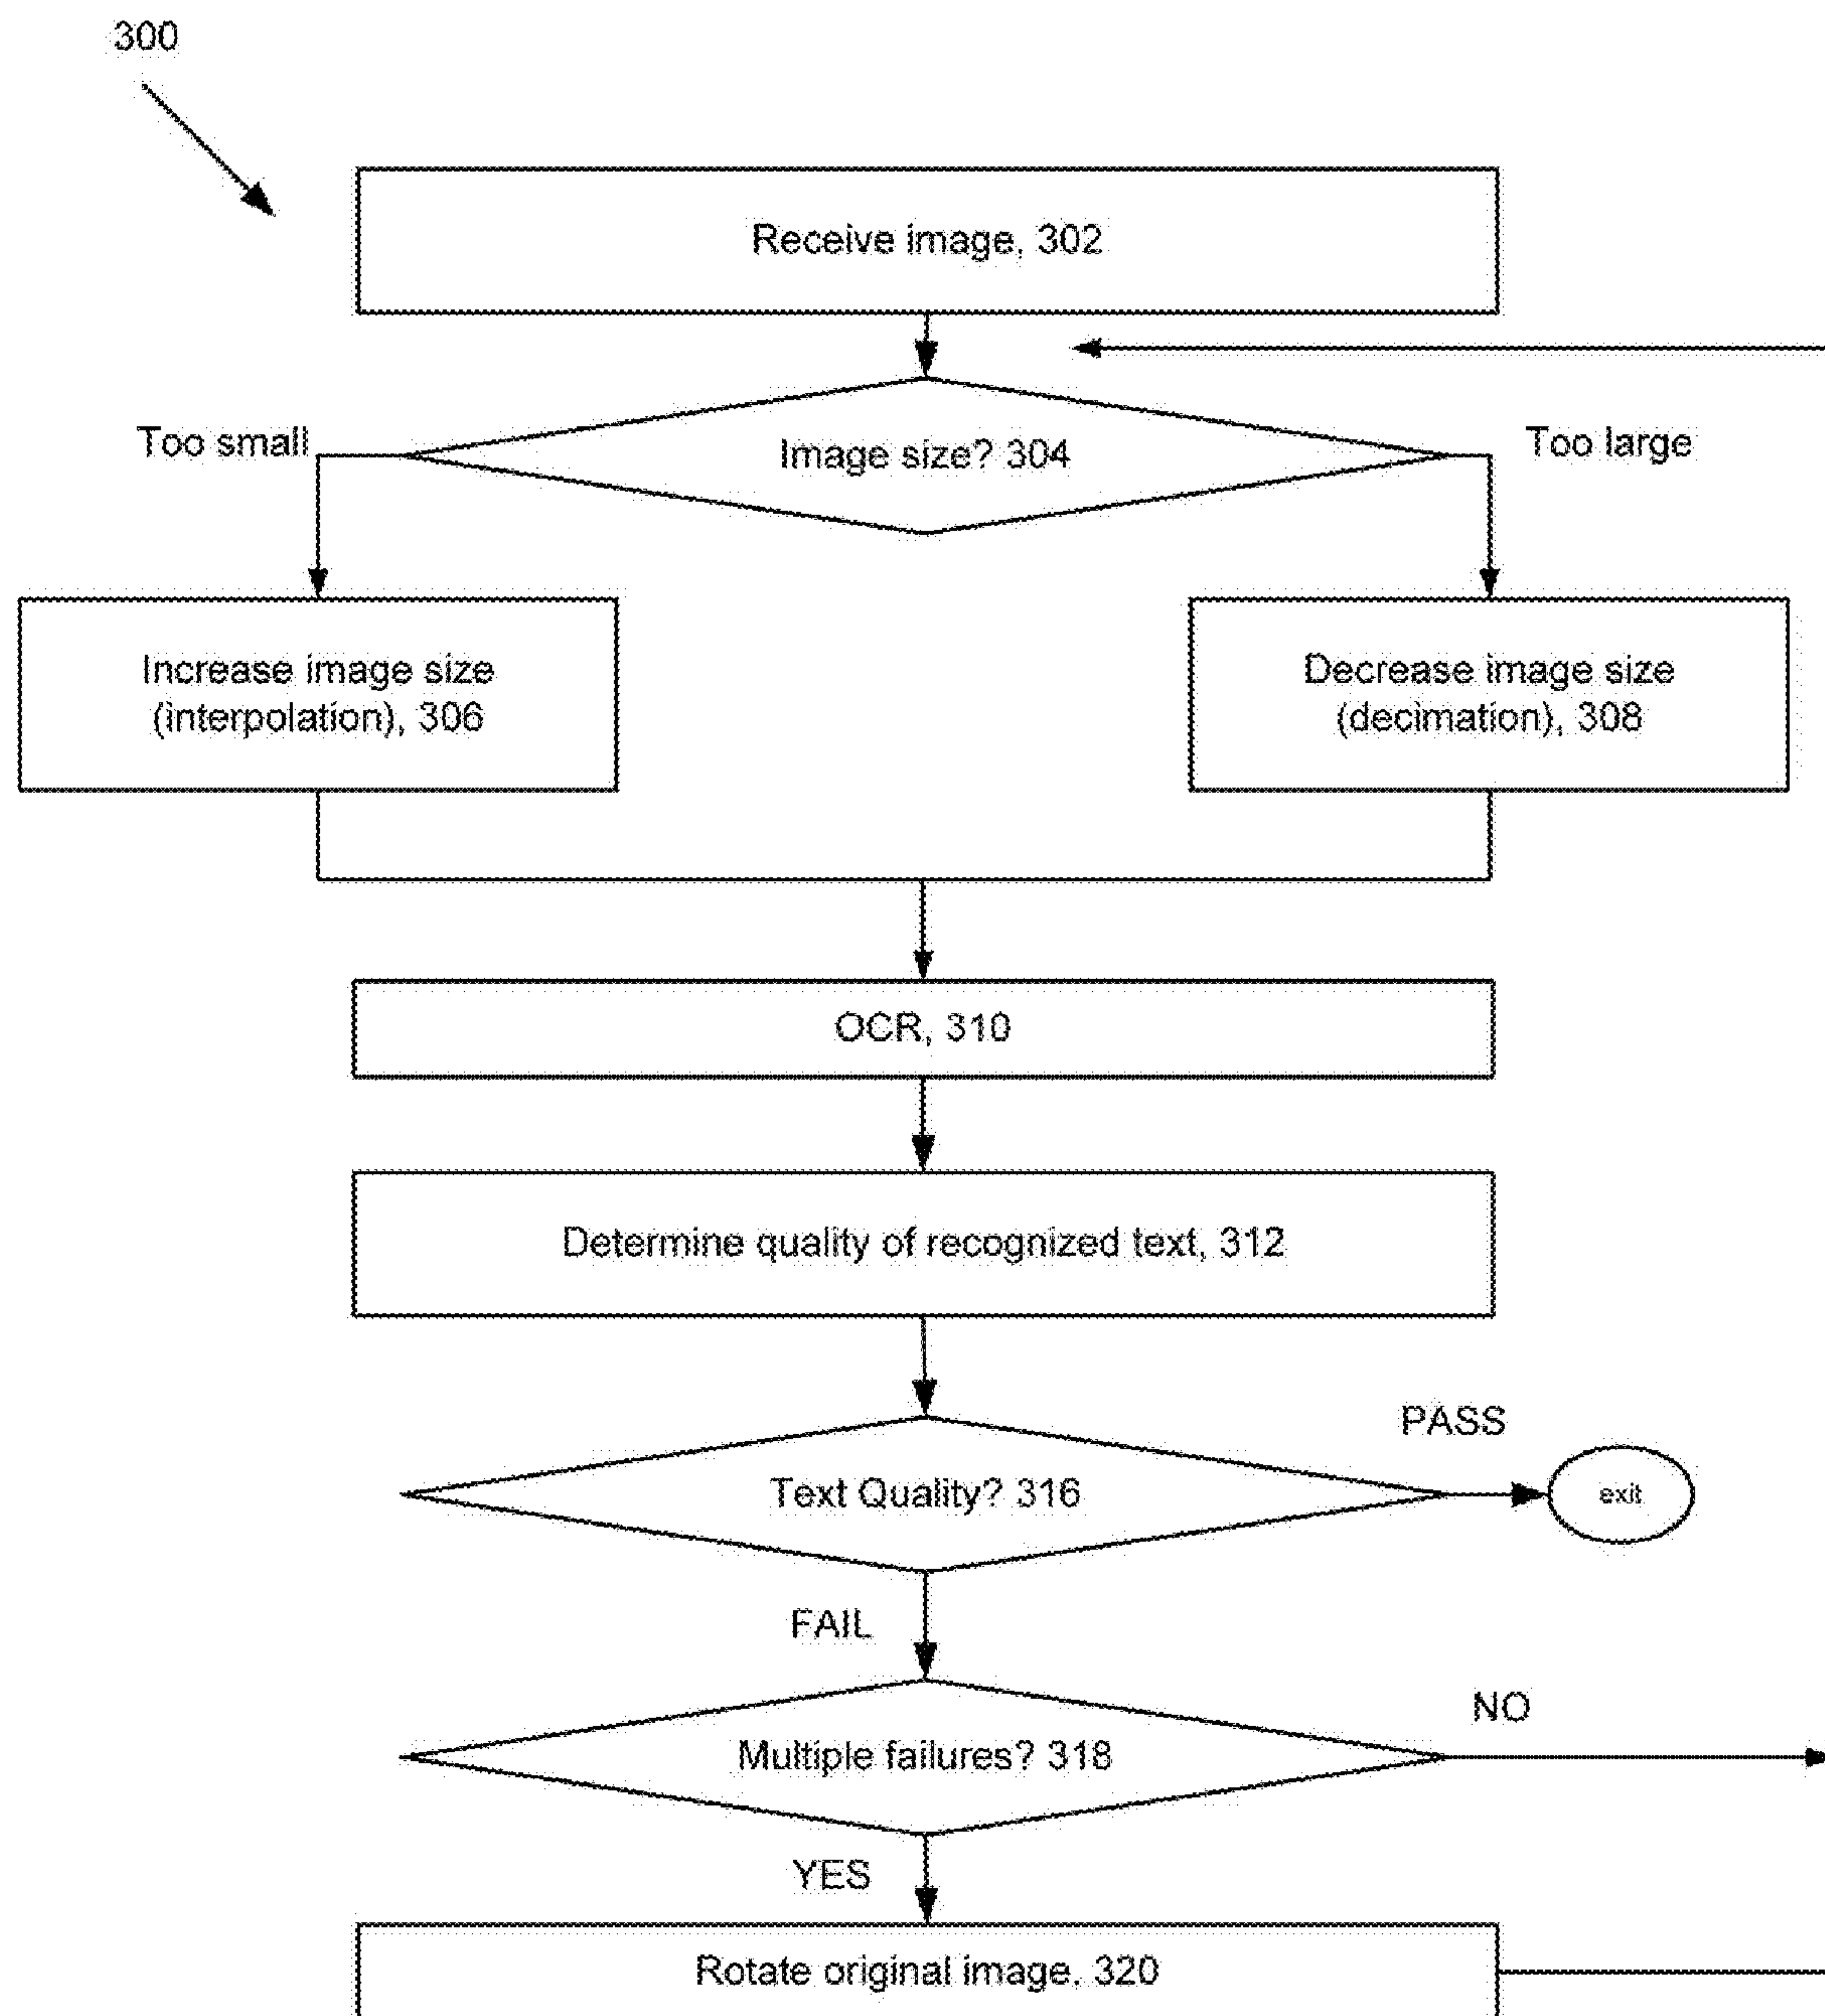 300
Receive image, 302
Too small
Image size? 304
Too large
Increase image size
(interpolation), 306
Decrease image size
(decimation), 308
OCR, 310
Determine quality of recognized text, 312
PASS
Text Quality? 316
exit
FAIL
NO
Multiple failures? 318
YES
Rotate original image, 320